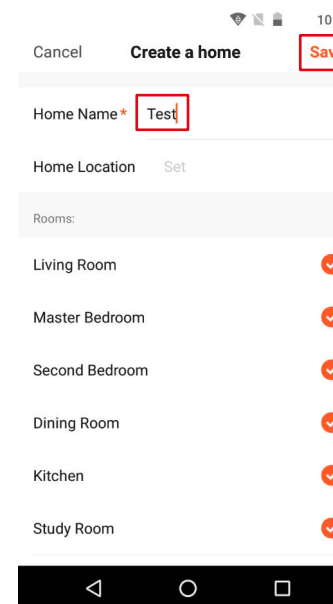 10
Cancel Create a home Sav
Home Name* Test
Home Location Set
Rooms:
Living Room
Master Bedroom
Second Bedroom
Dining Room
Kitchen
Study Room